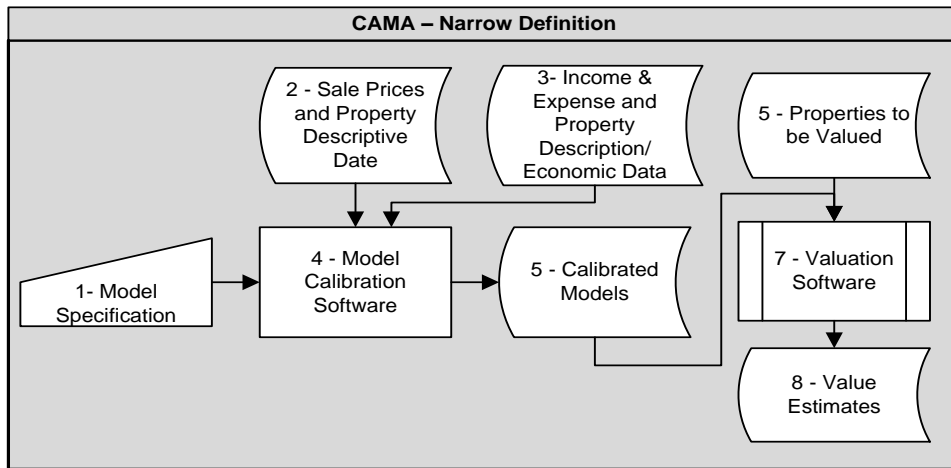 CAMA – Narrow Definition
2 - Sale Prices
and Property
Descriptive
Date
3- Income &
Expense and
Property
Description/
Economic Data
5 - Properties to
be Valued
1- Model
Specification
4 - Model
Calibration
Software
5 - Calibrated
Models
7 - Valuation
Software
8 - Value
Estimates